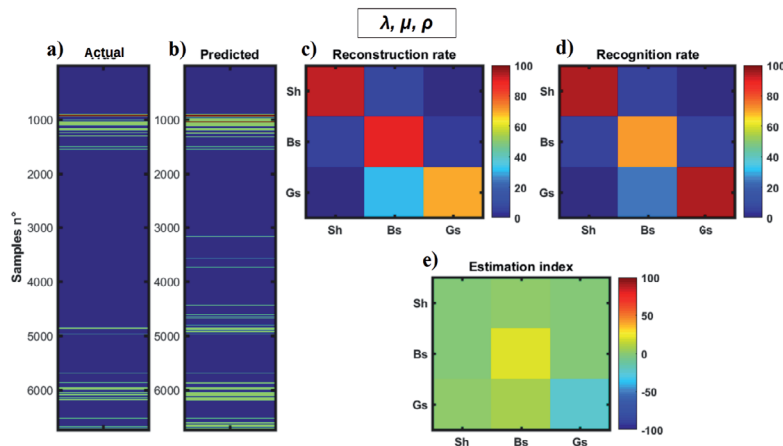 λ, μ, ρ
a) Actual
b) Predicted
c) Reconstruction rate
d) Recognition rate
Samples n°
1000
2000
3000
4000
5000
6000
1000
2000
3000
4000
5000
6000
Sh
Bs
Gs
Sh Bs Gs
100
80
60
40
20
0
Sh
Bs
Gs
Sh Bs Gs
100
80
60
40
20
0
e) Estimation index
Sh
Bs
Gs
Sh Bs Gs
100
50
0
-50
-100